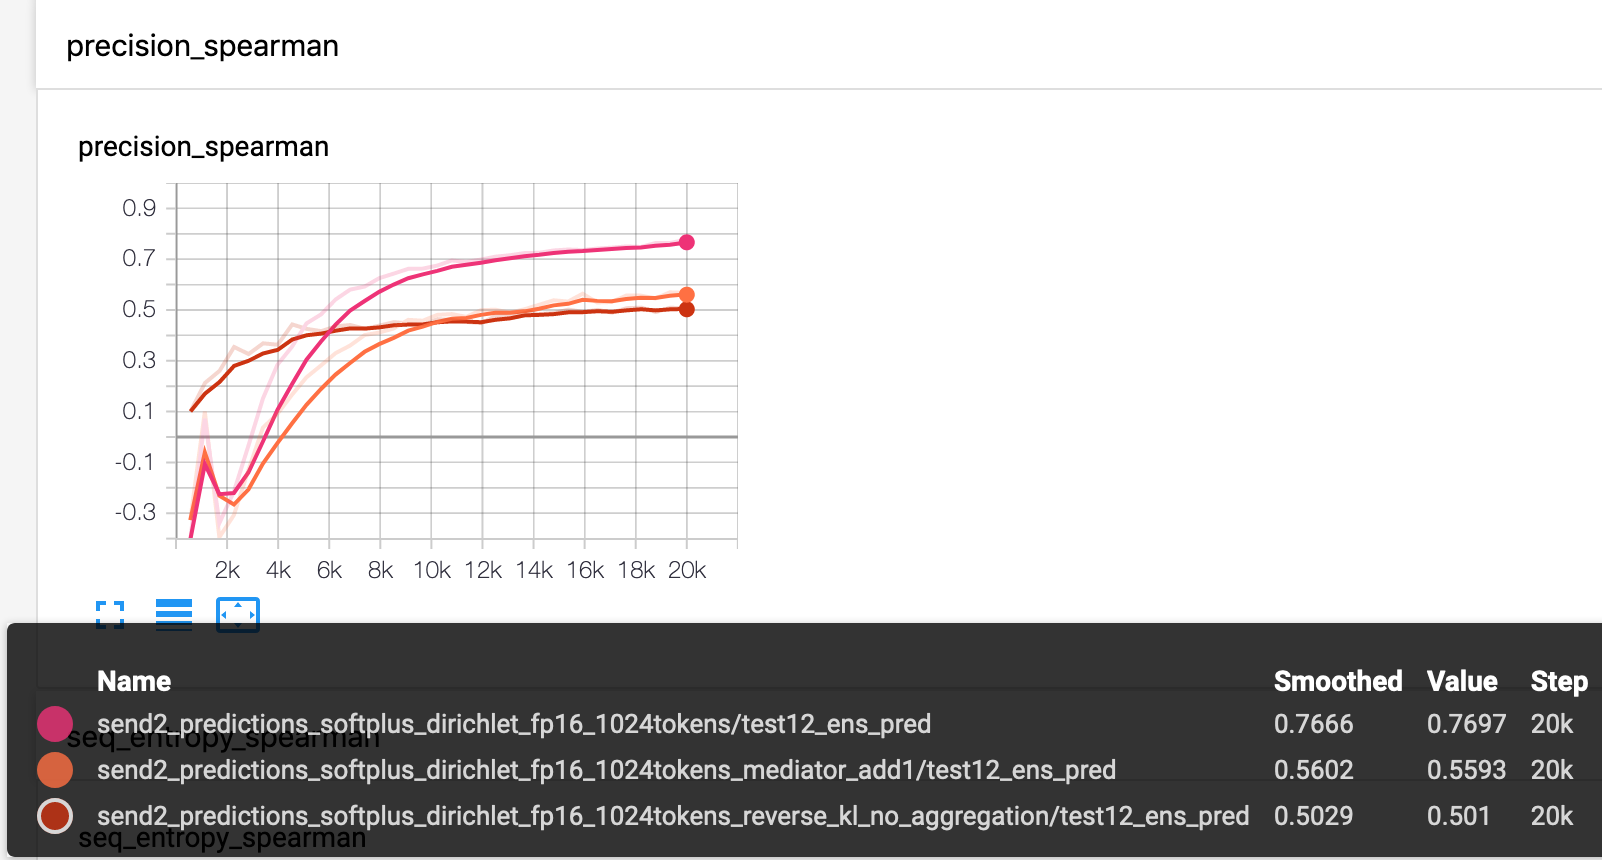 precision_spearman
precision_spearman
0.9
0.7
0.5
0.3
0.1
-0.1
-0.3
2k 4k 6k 8k 10k 12k 14k 16k 18k 20k
Name Smoothed Value Step
send2_predictions_softplus_dirichlet_fp16_1024tokens/test12_ens_pred 0.7666 0.7697 20k
seq_entropy_spearman
send2_predictions_softplus_dirichlet_fp16_1024tokens_mediator_add1/test12_ens_pred 0.5602 0.5593 20k
send2_predictions_softplus_dirichlet_fp16_1024tokens_reverse_kl_no_aggregation/test12_ens_pred 0.5029 0.501 20k
seq_entropy_spearman